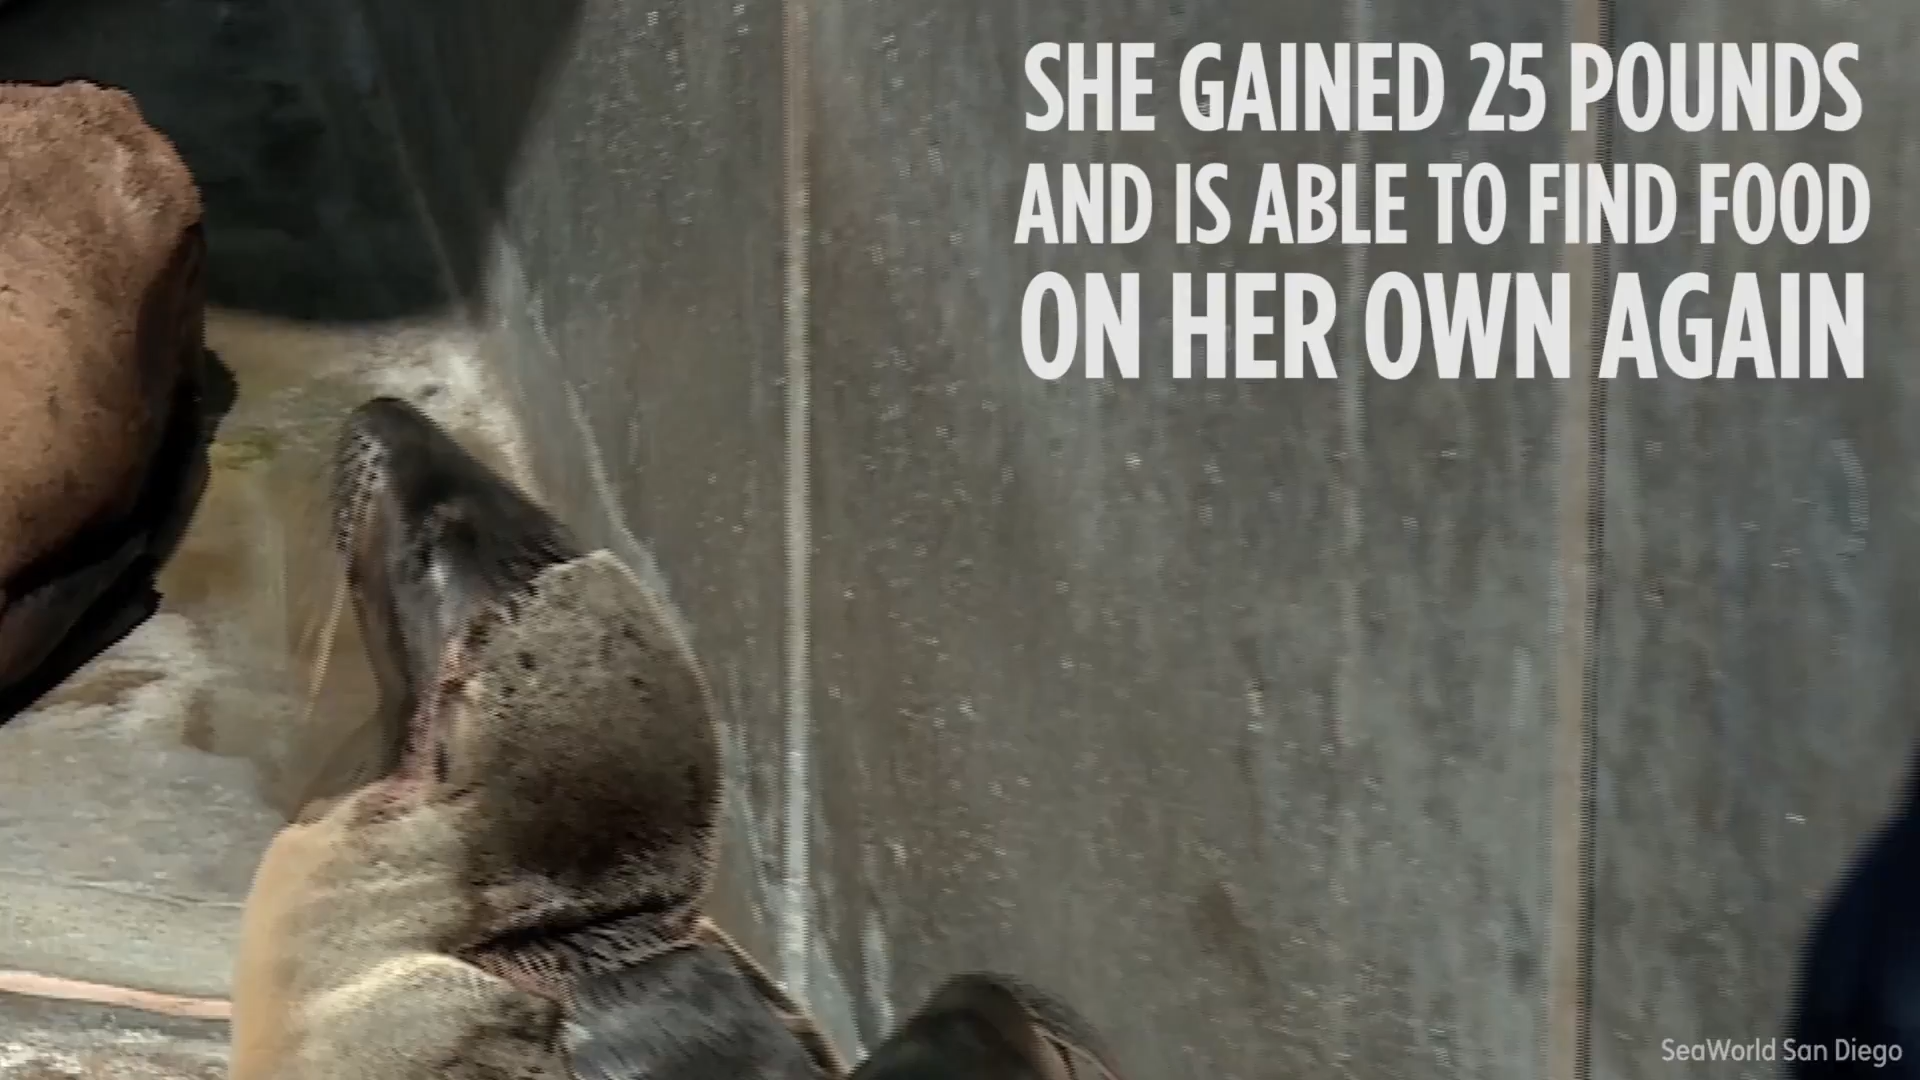 SHE GAINED 25 POUNDS
AND IS ABLE TO FIND FOOD
ON HER OWN AGAIN
SeaWorld San Diego